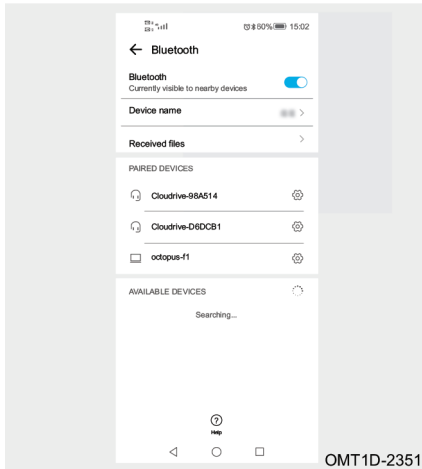 60% 15:02
Bluetooth
Bluetooth
Currently visible to nearby devices
Device name
Received files
PAIRED DEVICES
Cloudrive-98A514
Cloudrive-D6DCB1
octopus-f1
AVAILABLE DEVICES
Searching...
Help
OMT1D-2351